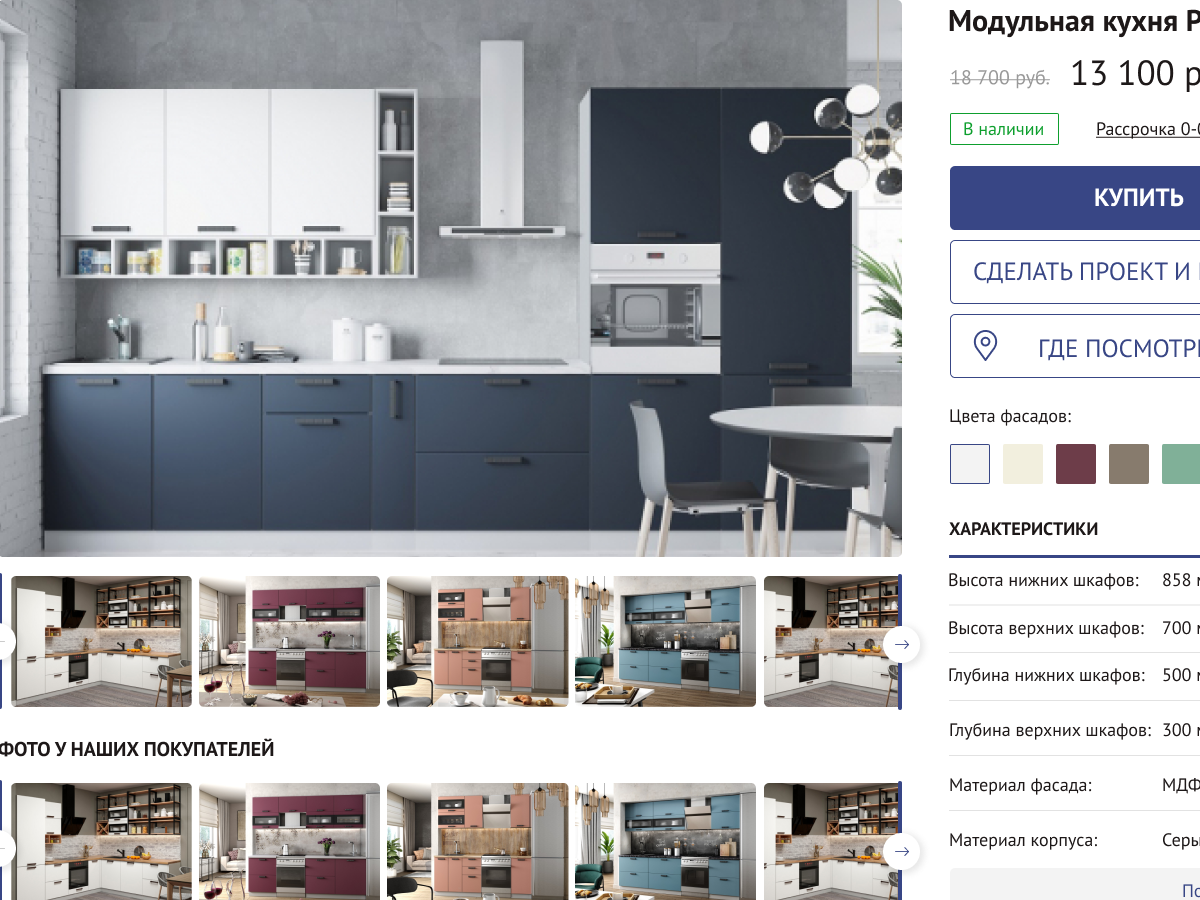 Модульная кухня Р
18 700 руб. 13 100 р
В наличии Рассрочка 0-0
КУПИТЬ
СДЕЛАТЬ ПРОЕКТ И
ГДЕ ПОСМОТРЕ
Цвета фасадов:
ХАРАКТЕРИСТИКИ
Высота нижних шкафов: 858 м
Высота верхних шкафов: 700 м
Глубина нижних шкафов: 500 м
Глубина верхних шкафов: 300 м
Материал фасада: МДФ
Материал корпуса: Серы
По
ФОТО У НАШИХ ПОКУПАТЕЛЕЙ